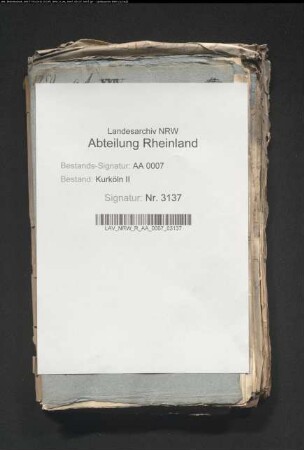 Landesarchiv NRW
Abteilung Rheinland
Bestands-Signatur: AA 0007
Bestand: Kurköln II
Signatur: Nr. 3137
LAV_NRW_R_AA_0007_03137